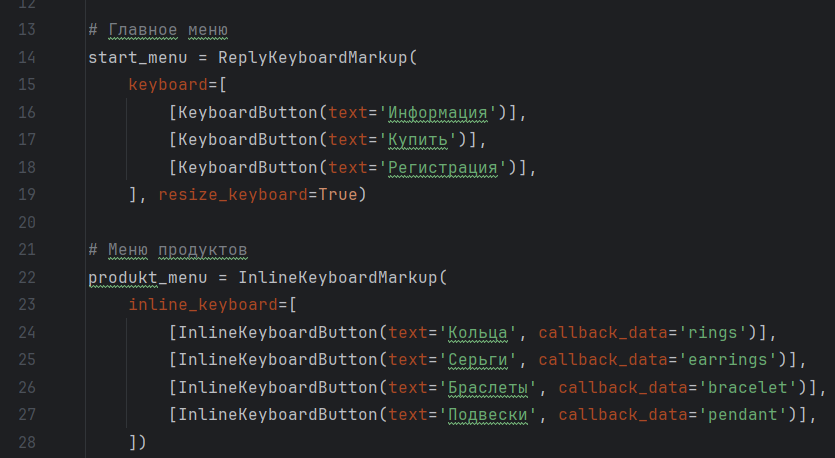 12
13 # Главное меню
14 start_menu = ReplyKeyboardMarkup(
15     keyboard=[
16         [KeyboardButton(text='Информация')],
17         [KeyboardButton(text='Купить')],
18         [KeyboardButton(text='Регистрация')],
19     ], resize_keyboard=True)
20
21 # Меню продуктов
22 produkt_menu = InlineKeyboardMarkup(
23     inline_keyboard=[
24         [InlineKeyboardButton(text='Кольца', callback_data='rings')],
25         [InlineKeyboardButton(text='Серьги', callback_data='earrings')],
26         [InlineKeyboardButton(text='Браслеты', callback_data='bracelet')],
27         [InlineKeyboardButton(text='Подвески', callback_data='pendant')],
28     ])